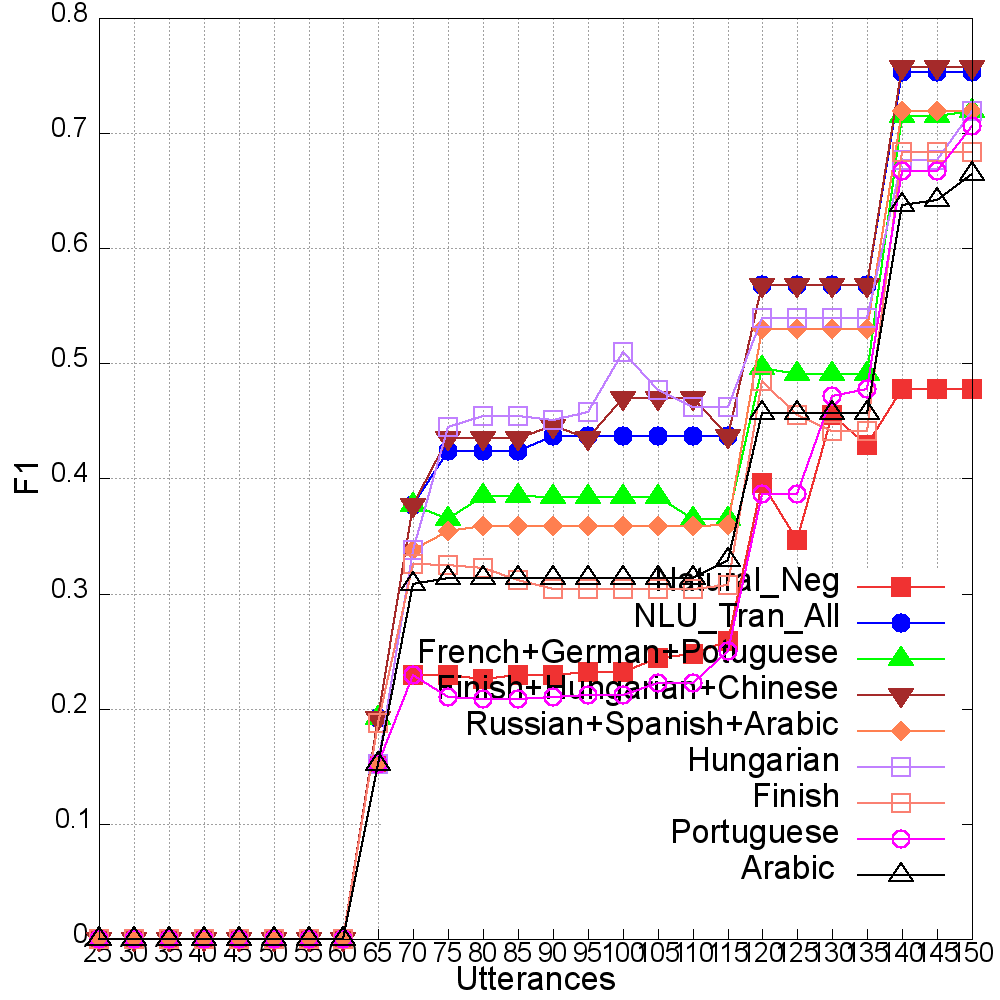 0.8
0.7
0.6
0.5
0.4
0.3
0.2
0.1
0
F1
Natural_Neg
NLU_Tran_All
French+German+Potuguese
Finish+Hungarian+Chinese
Russian+Spanish+Arabic
Hungarian
Finish
Portuguese
Arabic
25 30 35 40 45 50 55 60 65 70 75 80 85 90 95 100 105 110 115 120 125 130 135 140 145 150
Utterances